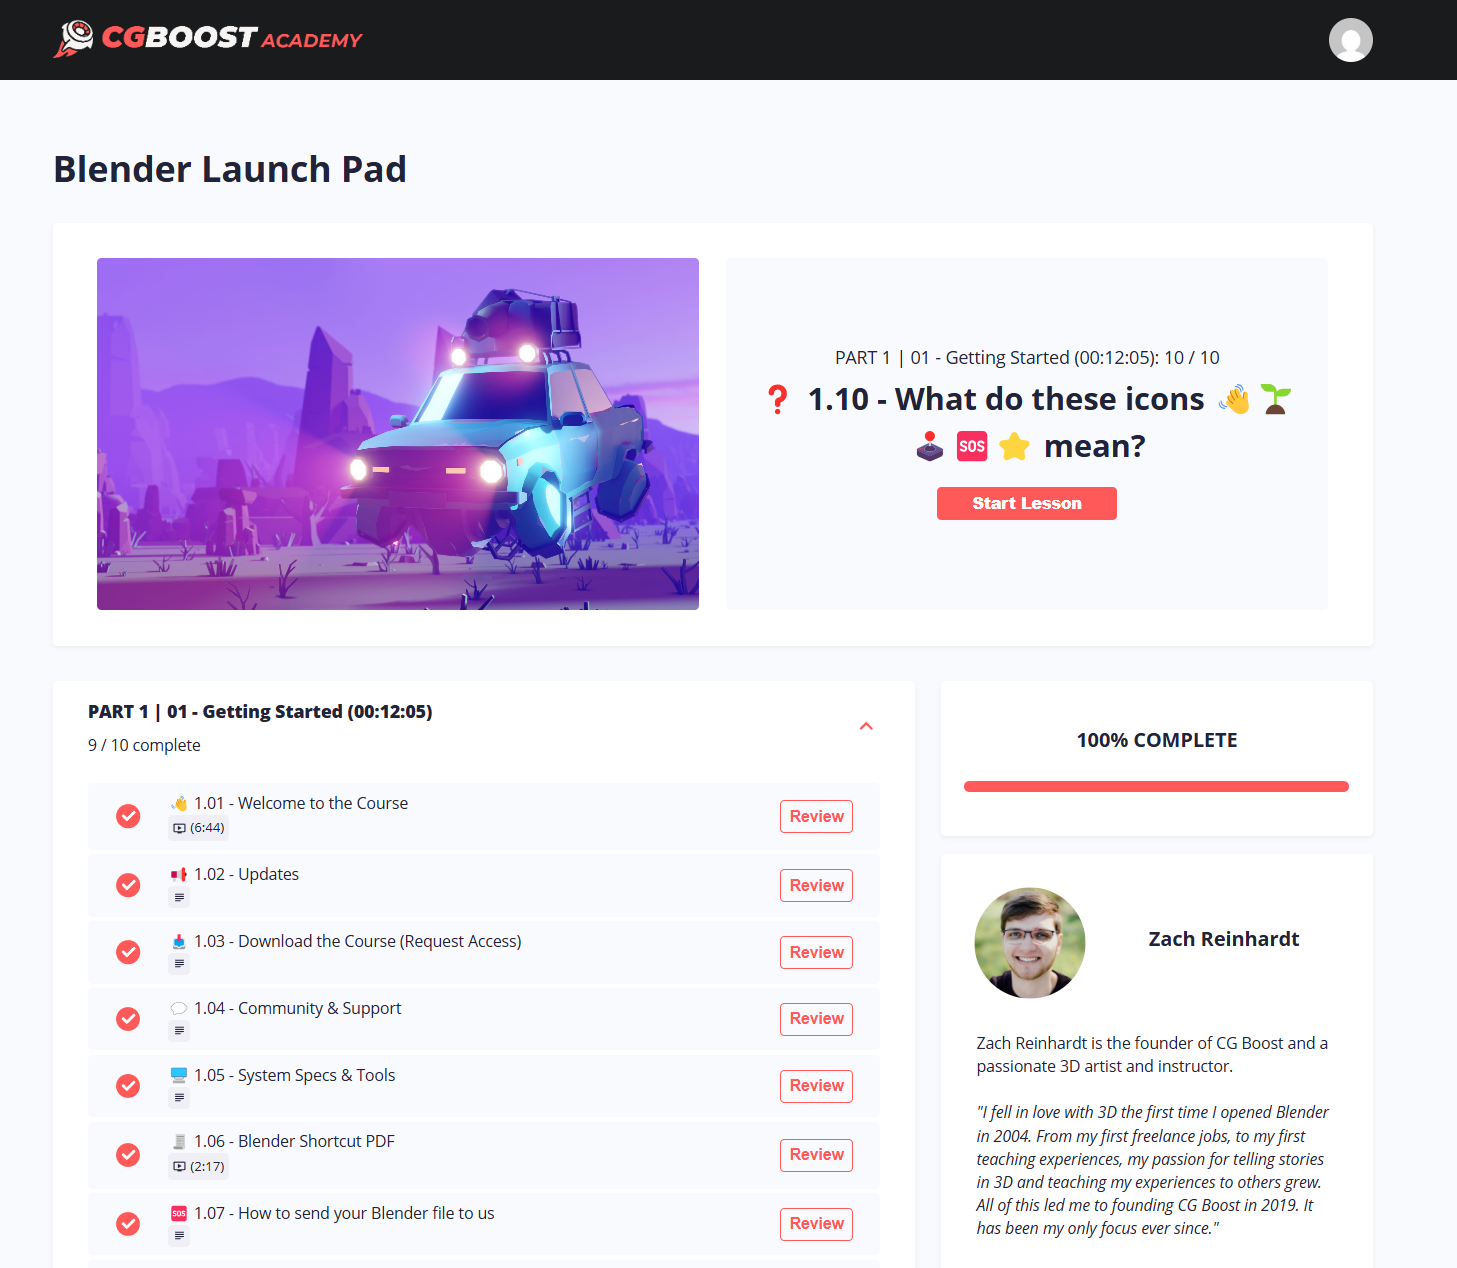 CGBOOST ACADEMY
Blender Launch Pad
PART 1 | 01 - Getting Started (00:12:05): 10 / 10
❓ 1.10 - What do these icons 👋 🌱
🕹️ 🆘 ⭐ mean?
Start Lesson
PART 1 | 01 - Getting Started (00:12:05)
9 / 10 complete
👋 1.01 - Welcome to the Course
(6:44)
Review
📢 1.02 - Updates
Review
📥 1.03 - Download the Course (Request Access)
Review
💬 1.04 - Community & Support
Review
🖥️ 1.05 - System Specs & Tools
Review
📜 1.06 - Blender Shortcut PDF
(2:17)
Review
🆘 1.07 - How to send your Blender file to us
Review
100% COMPLETE
Zach Reinhardt
Zach Reinhardt is the founder of CG Boost and a
passionate 3D artist and instructor.
"I fell in love with 3D the first time I opened Blender
in 2004. From my first freelance jobs, to my first
teaching experiences, my passion for telling stories
in 3D and teaching my experiences to others grew.
All of this led me to founding CG Boost in 2019. It
has been my only focus ever since."